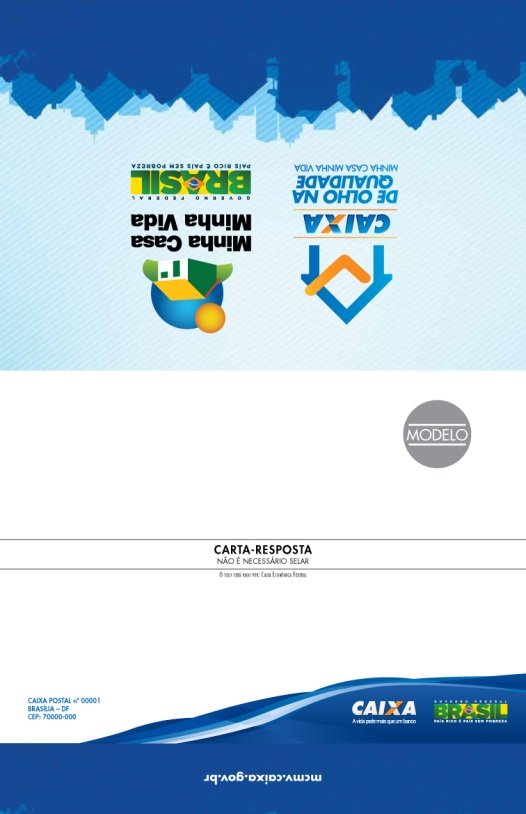 MINHA CASA MINHA VIDA
DE OLHO NA
QUALIDADE
CAIXA
PAÍS RICO É PAÍS SEM POBREZA
BRASIL
GOVERNO FEDERAL
Minha Casa
Minha Vida
MODELO
CARTA-RESPOSTA
NÃO É NECESSÁRIO SELAR
O selo será pago por: Caixa Econômica Federal
CAIXA POSTAL nº 00001
BRASÍLIA – DF
CEP: 70000-000
CAIXA
A vida pede mais que um banco
GOVERNO FEDERAL
BRASIL
PAÍS RICO É PAÍS SEM POBREZA
mcmv.caixa.gov.br